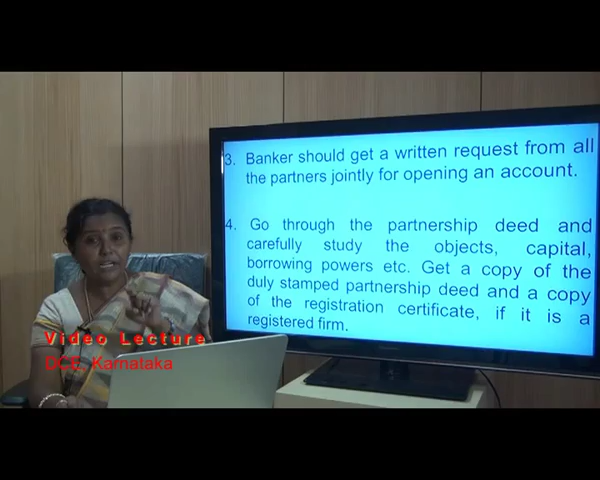 3. Banker should get a written request from all
the partners jointly for opening an account.
4. Go through the partnership deed and
carefully study the objects, capital,
borrowing powers etc. Get a copy of the
duly stamped partnership deed and a copy
of the registration certificate, if it is a
registered firm.
Video Lecture
DCE, Karnataka